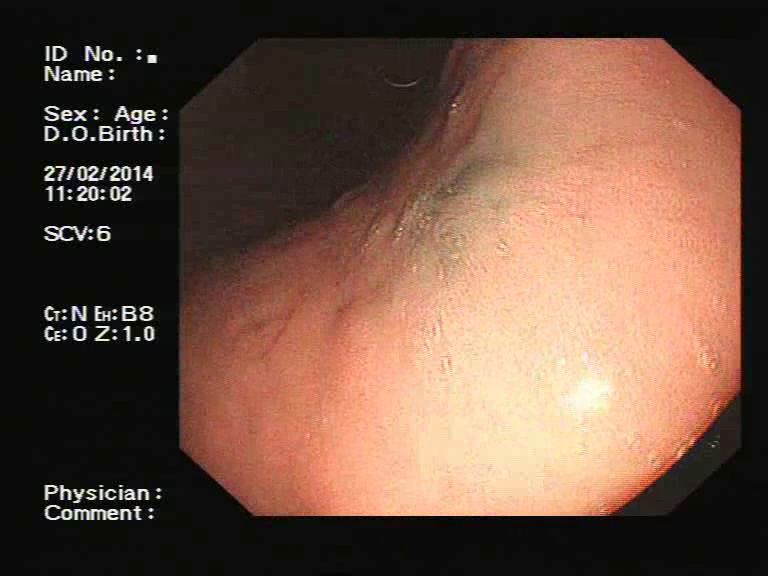 ID No. :
Name:
Sex: Age:
D.O.Birth:
27/02/2014
11:20:02
SCV:6
CT:N EH:B8
CE:0 Z:1.0
Physician:
Comment: